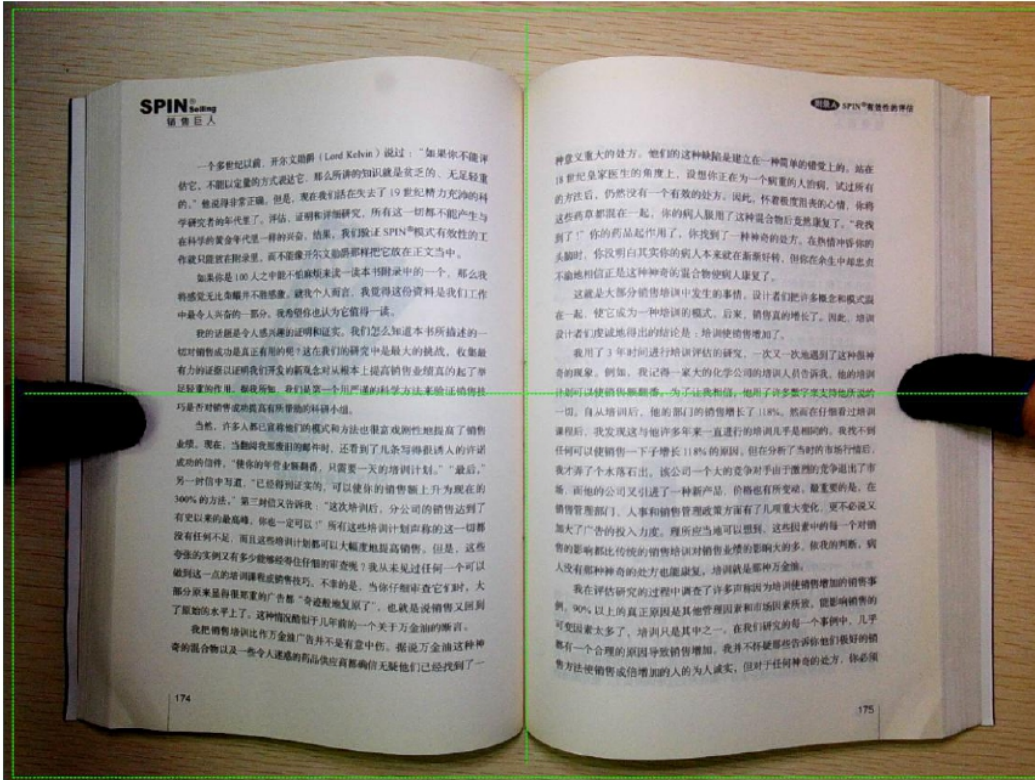 SPIN®
Selling
销售巨人
一个多世纪以前，开尔文勋爵（Lord Kelvin）说过：“如果你不能评
估它，不能以定量的方式表达它，那么所讲的知识就是贫乏的、无足轻重
的。”他说得非常正确。但是，现在我们活在失去了19世纪精力充沛的科
学研究者的年代里了。评估、证明和详细研究，所有这一切都不能产生与
在科学的黄金年代里一样的兴奋。结果，我们验证SPIN®模式有效性的工
作就只能放在附录里，而不能像开尔文勋爵那样把它放在正文当中。
如果你是100人之中能不怕麻烦来读一读本书附录中的一个，那么我
将感觉无比荣耀并不胜感激。就我个人而言，我觉得这份资料是我们工作
中最令人兴奋的一部分。我希望你也认为它值得一读。
我的话题是令人感兴趣的证明和证实。我们怎么知道本书所描述的一
切对销售成功是真正有用的呢？这在我们的研究中是最大的挑战。收集最
有力的证据以证明我们开发的新观念对从根本上提高销售业绩真的起了举
足轻重的作用。据我所知，我们是第一个用严谨的科学方法来验证销售技
巧是否对销售成功提高有所帮助的科研小组。
当然，许多人都已宣称他们的模式和方法也很富戏剧性地提高了销售
业绩。现在，当翻阅我那废旧的邮件时，还看到了几条写得很诱人的许诺
成功的信件，“使你的年营业额翻番，只需要一天的培训计划。”“最后，”
另一封信中写道，“已经得到证实的，可以使你的销售额上升为现在的
300%的方法。”第三封信又告诉我：“这次培训后，分公司的销售达到了
有史以来的最高峰。你也一定可以！”所有这些培训计划声称的这一切都
没有任何不足，而且这些培训计划都可以大幅度地提高销售。但是，这些
夸张的实例又有多少能够经得住仔细的审查呢？我从未见过任何一个可以
做到这一点的培训课程或销售技巧。不幸的是，当你仔细审查它们时，大
部分原来显得很郑重的广告都“奇迹般地复原了”，也就是说销售又回到
了原始的水平上了。这种情况酷似于几年前的一个关于万金油的断言。
我把销售培训比作万金油广告并不是有意中伤。据说万金油这种神
奇的混合物以及一些令人迷惑的药品供应商都确信无疑他们已经找到了一
174
附录A SPIN®有效性的评估
种意义重大的处方。他们的这种缺陷是建立在一种简单的错觉上的。站在
18世纪皇家医生的角度上，设想你正在为一个病重的人治病，试过所有
的方法后，仍然没有一个有效的处方。因此，怀着极度沮丧的心情，你将
这些药草都混在一起，你的病人服用了这种混合物后竟然康复了。“我找
到了！”你的药品起作用了，你找到了一种神奇的处方。在热情冲昏你的
头脑时，你没明白其实你的病人本来就在渐渐好转，但你在余生中却忠贞
不渝地相信正是这种神奇的混合物使病人康复了。
这就是大部分销售培训中发生的事情。设计者们把许多概念和模式混
在一起，使它成为一种培训的模式。后来，销售真的增长了。因此，培训
设计者们虔诚地得出的结论是：培训使销售增加了。
我用了3年时间进行培训评估的研究，一次又一次地遇到了这种很神
奇的现象。例如，我记得一家大的化学公司的培训人员告诉我，他的培训
计划可以使销售额翻番。为了让我相信，他用了许多数字来支持他所说的
一切。自从培训后，他的部门的销售增长了118%。然而在仔细看过培训
课程后，我发现这与他许多年来一直进行的培训几乎是相同的。我找不到
任何可以使销售一下子增长118%的原因，但在分析了当时的市场行情后，
我才弄了个水落石出。该公司一个大的竞争对手由于激烈的竞争退出了市
场，而他的公司又引进了一种新产品，价格也有所变动。最重要的是，在
销售管理部门、人事和销售管理政策方面有了几项重大变化，更不必说又
加大了广告的投入力度。理所应当地可以想到，这些因素中的每一个对销
售的影响都比传统的销售培训对销售业绩的影响大的多。依我的判断，病
人没有那种神奇的处方也能康复，培训就是那种万金油。
我在评估研究的过程中调查了许多声称因为培训使销售增加的销售事
例，90%以上的真正原因是其他管理因素和市场因素所致。能影响销售的
可变因素太多了，培训只是其中之一。在我们研究的每一个事例中，几乎
都有一个合理的原因导致销售增加。我并不怀疑那些告诉你他们极好的销
售方法使销售成倍增加的人的为人诚实，但对于任何神奇的处方，你必须
175